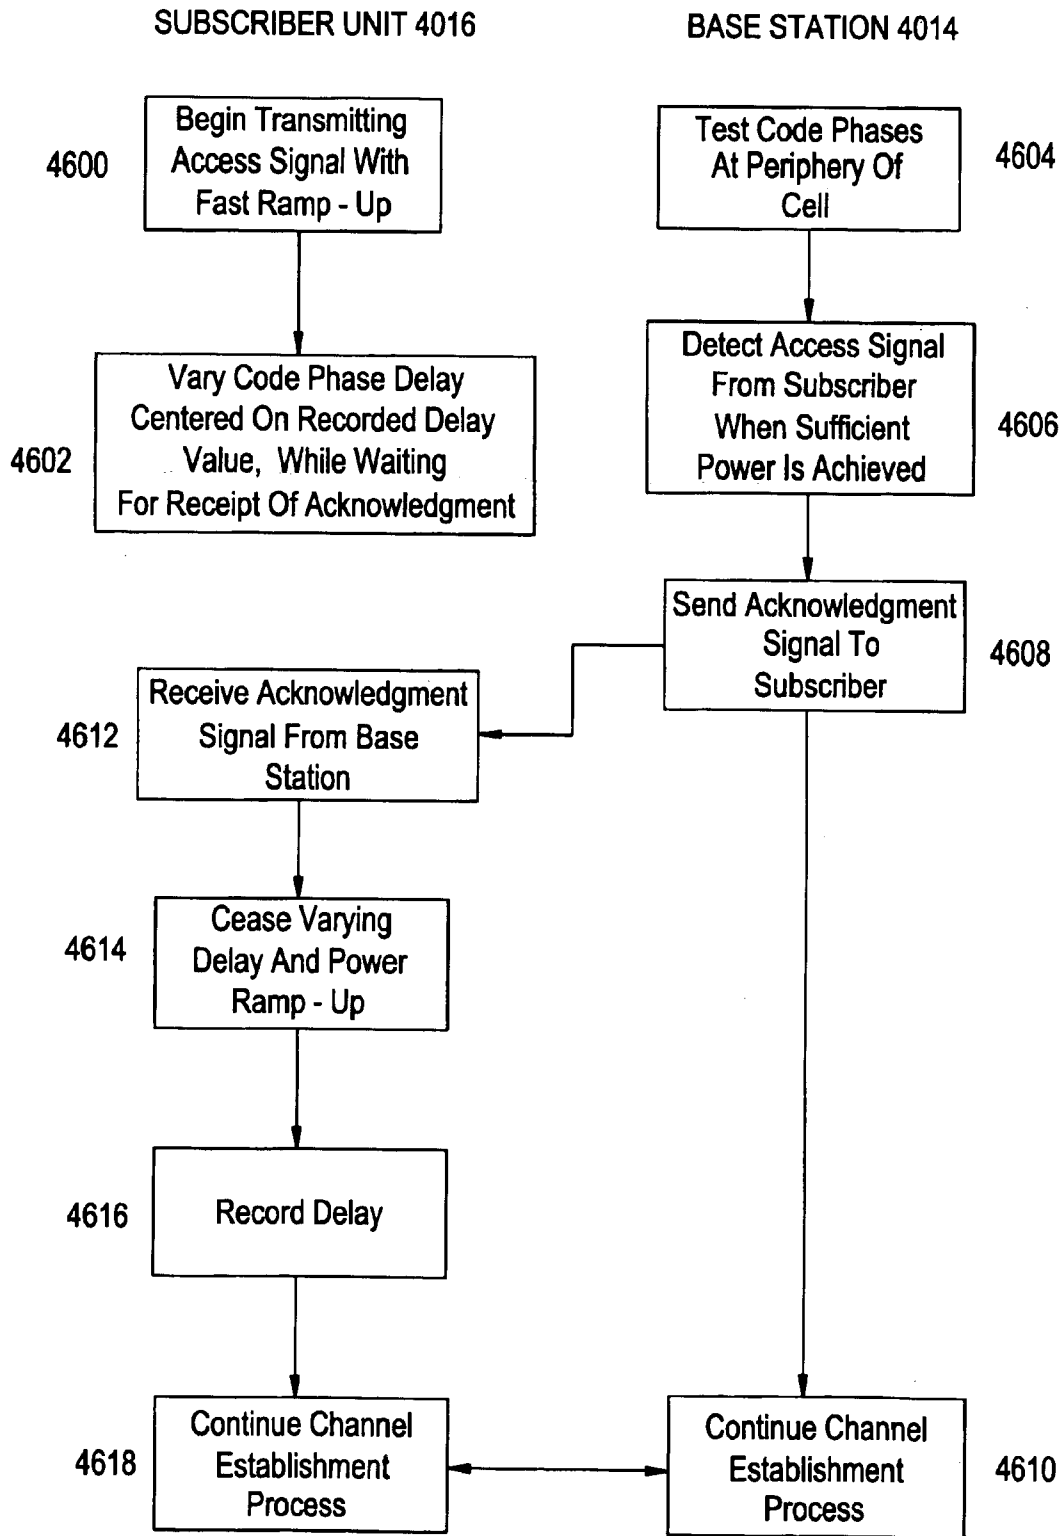 SUBSCRIBER UNIT 4016
BASE STATION 4014
4600
Begin Transmitting
Access Signal With
Fast Ramp - Up
Test Code Phases
At Periphery Of
Cell
4604
4602
Vary Code Phase Delay
Centered On Recorded Delay
Value, While Waiting
For Receipt Of Acknowledgment
Detect Access Signal
From Subscriber
When Sufficient
Power Is Achieved
4606
Send Acknowledgment
Signal To
Subscriber
4608
4612
Receive Acknowledgment
Signal From Base
Station
4614
Cease Varying
Delay And Power
Ramp - Up
4616
Record Delay
4618
Continue Channel
Establishment
Process
Continue Channel
Establishment
Process
4610